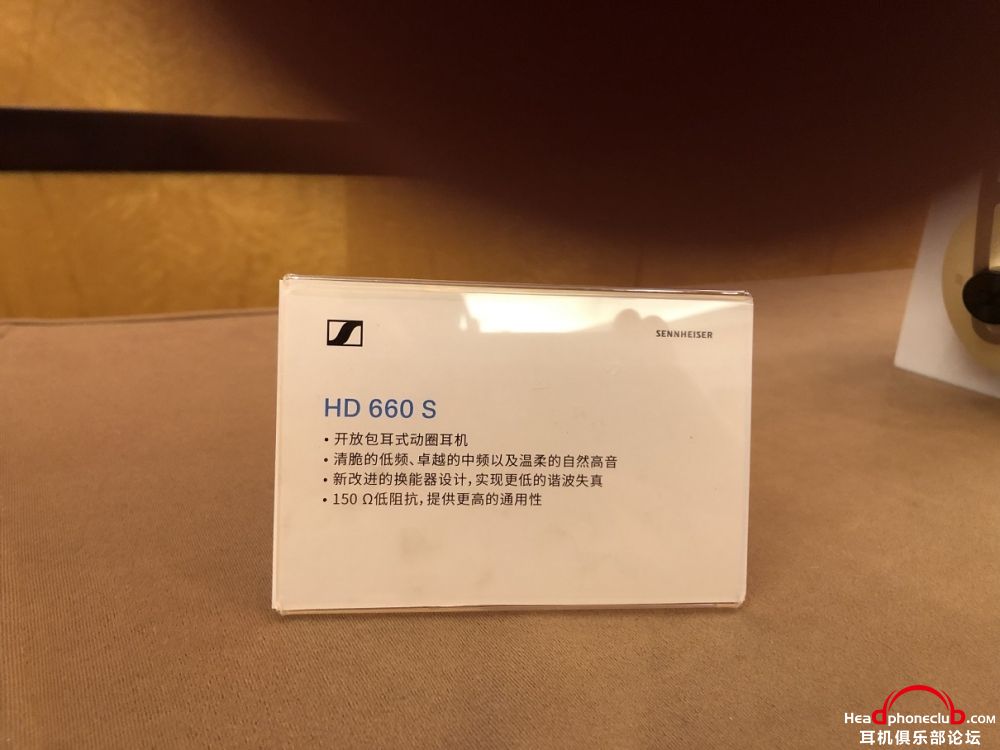 SENNHEISER
HD 660 S
• 开放包耳式动圈耳机
• 清脆的低频、卓越的中频以及温柔的自然高音
• 新改进的换能器设计,实现更低的谐波失真
• 150 Ω低阻抗,提供更高的通用性
Headphoneclub.COM
耳机俱乐部论坛